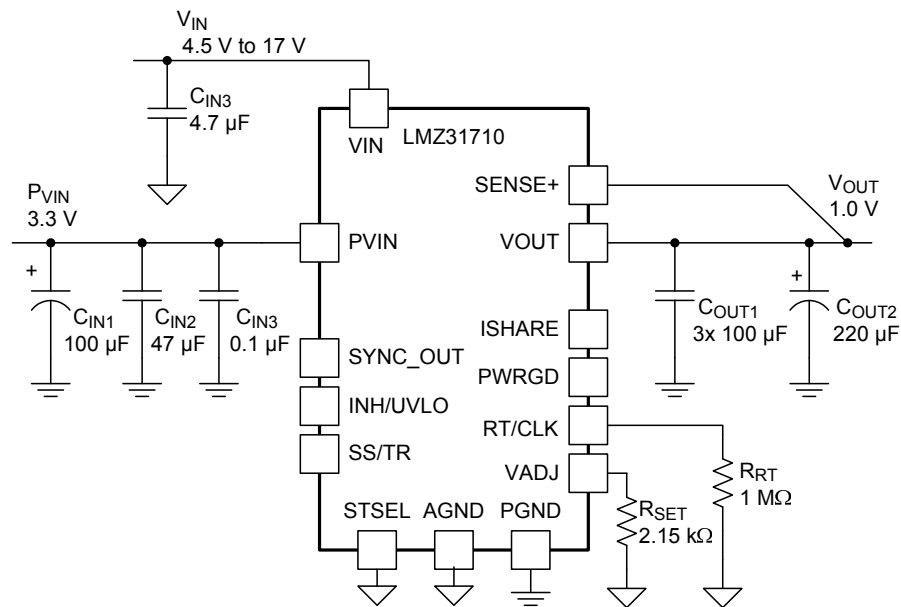 VIN
4.5 V to 17 V
CIN3
4.7 µF
VIN
LMZ31710
SENSE+
VOUT
1.0 V
PVIN
3.3 V
PVIN
VOUT
+
CIN1
100 µF
CIN2
47 µF
CIN3
0.1 µF
COUT1
3x 100 µF
+
COUT2
220 µF
ISHARE
SYNC_OUT
PWRGD
INH/UVLO
RT/CLK
SS/TR
VADJ
RRT
1 MΩ
STSEL
AGND
PGND
RSET
2.15 kΩ